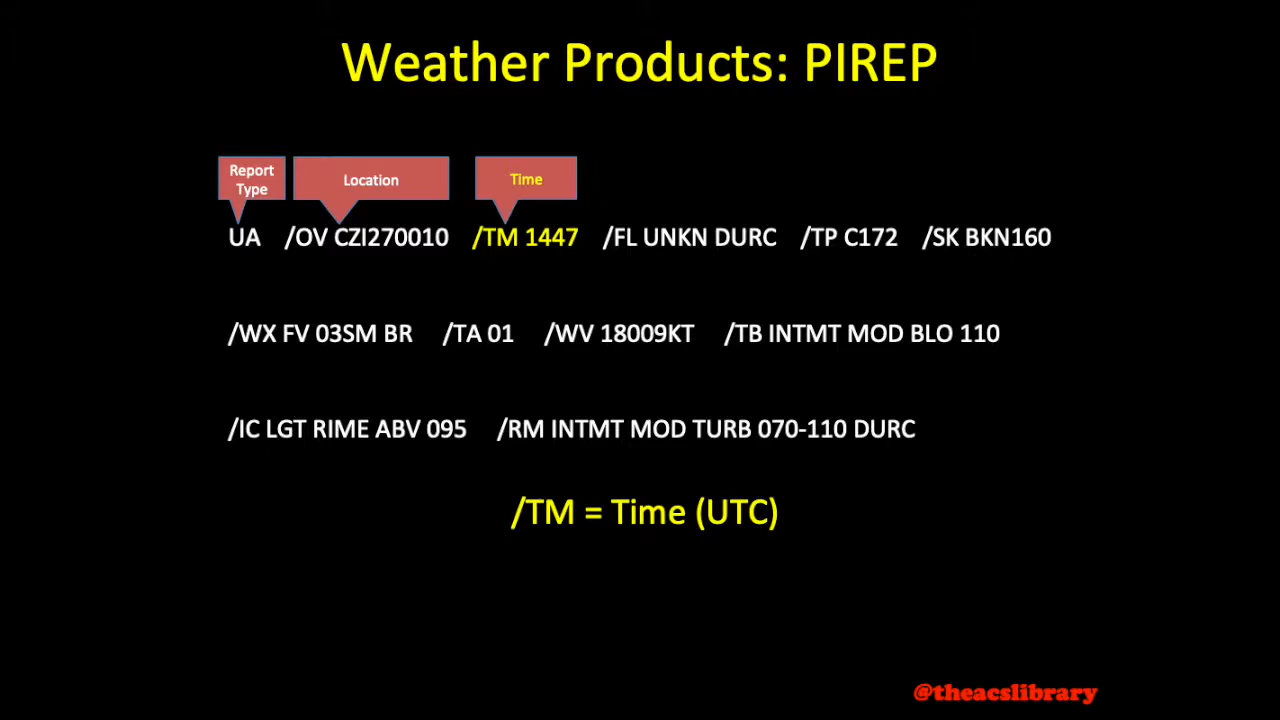 Weather Products: PIREP
Report Type
Location
Time
UA /OV CZI270010 /TM 1447 /FL UNKN DURC /TP C172 /SK BKN160
/WX FV 03SM BR /TA 01 /WV 18009KT /TB INTMT MOD BLO 110
/IC LGT RIME ABV 095 /RM INTMT MOD TURB 070-110 DURC
/TM = Time (UTC)
@theacslibrary